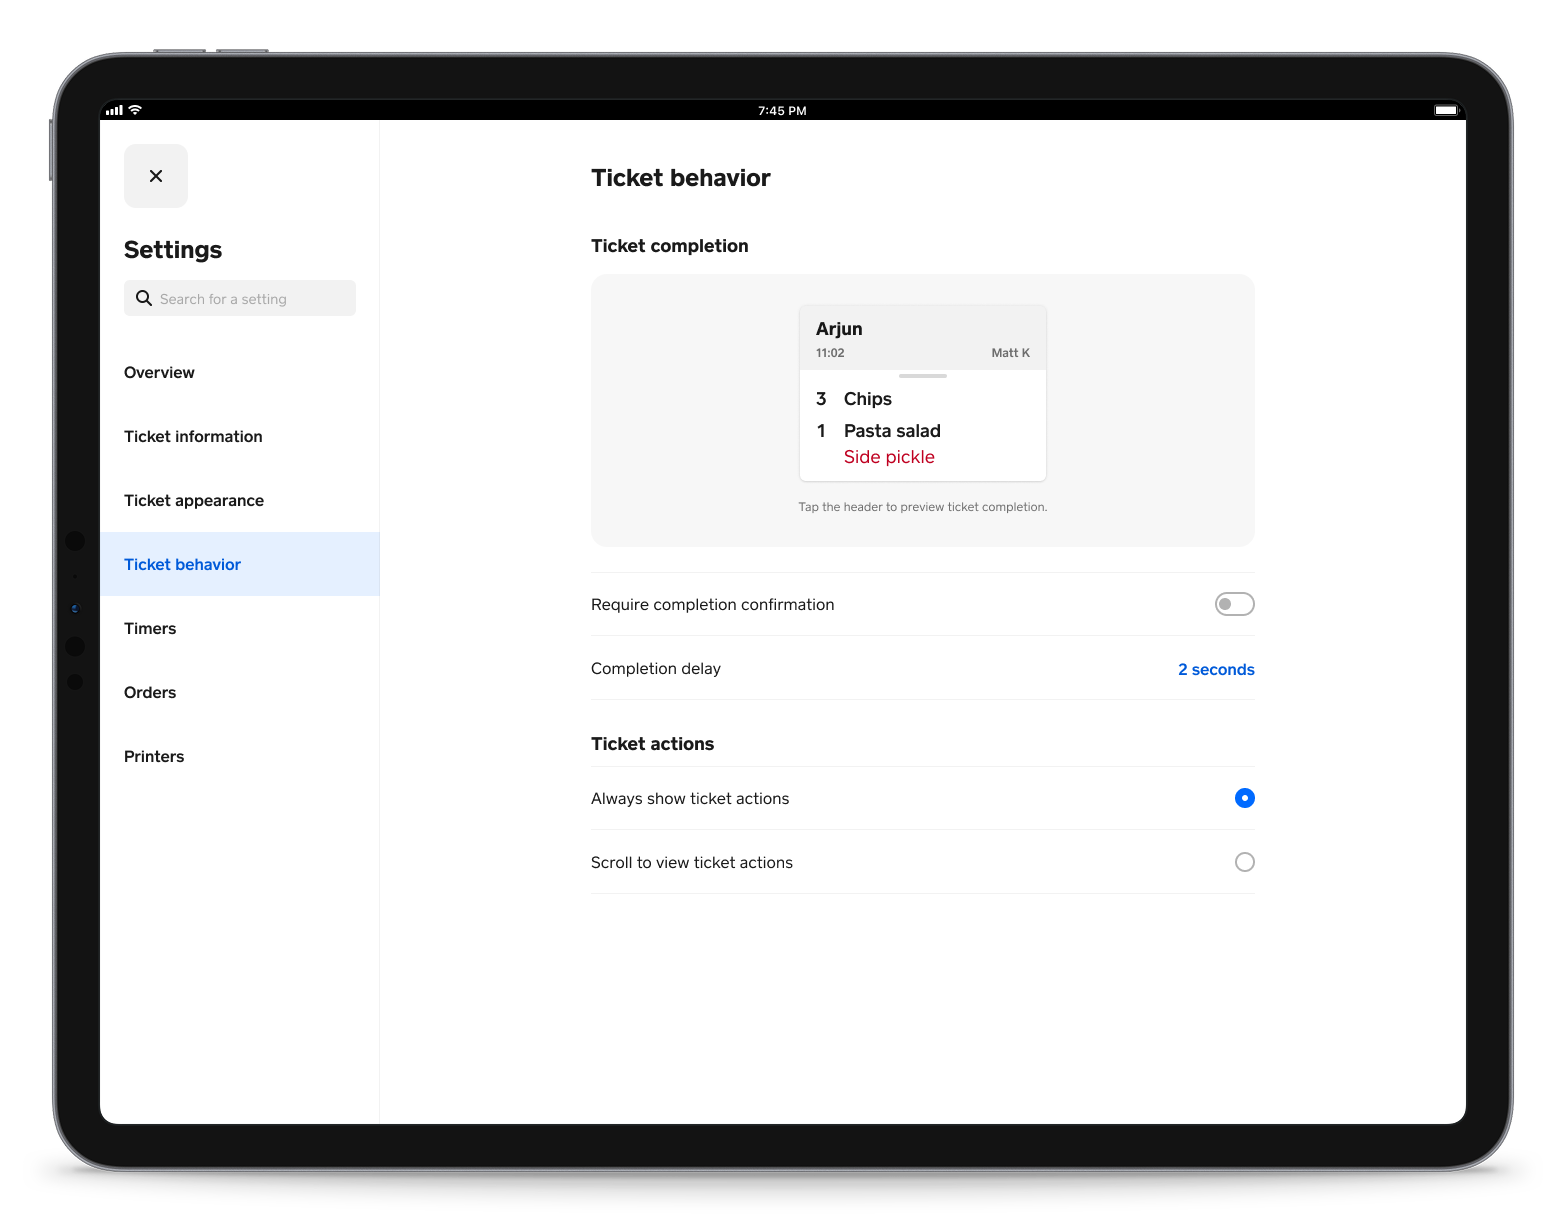 7:45 PM
Settings
Search for a setting
Overview
Ticket information
Ticket appearance
Ticket behavior
Timers
Orders
Printers
Ticket behavior
Ticket completion
Arjun
11:02 Matt K
3 Chips
1 Pasta salad
Side pickle
Tap the header to preview ticket completion.
Require completion confirmation
Completion delay 2 seconds
Ticket actions
Always show ticket actions
Scroll to view ticket actions